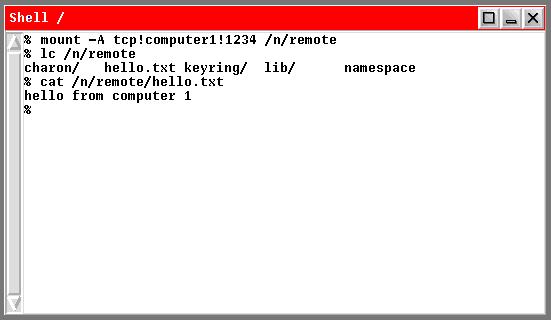 Shell /
% mount -A tcp!computer1!1234 /n/remote
% lc /n/remote
charon/ hello.txt keyring/ lib/ namespace
% cat /n/remote/hello.txt
hello from computer 1
%